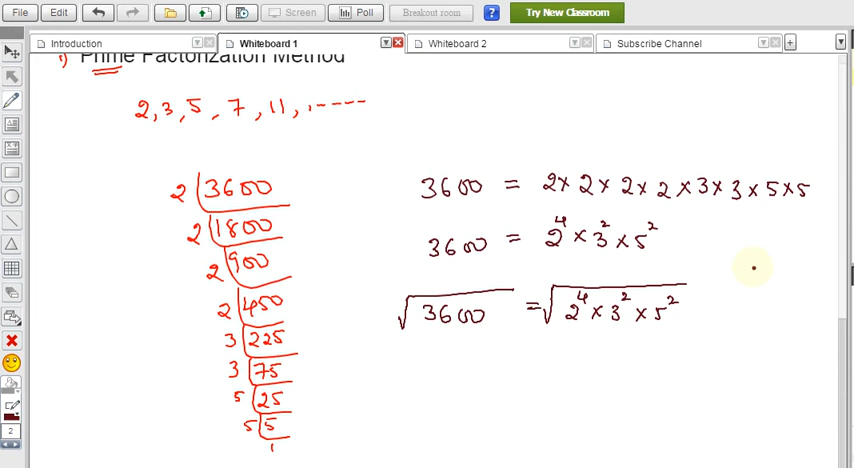 File Edit Screen Poll Breakout room ? Try New Classroom
Introduction Whiteboard 1 Whiteboard 2 Subscribe Channel +
i) Prime Factorization Method
2, 3, 5, 7, 11, ------
2 3600
2 1800
2 900
2 450
3 225
3 75
5 25
5 5
1
3600 = 2 × 2 × 2 × 2 × 3 × 3 × 5 × 5
3600 = 2⁴ × 3² × 5²
√3600 = √2⁴ × 3² × 5²
2